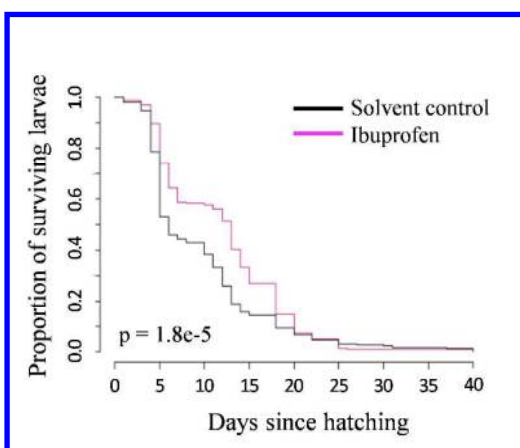 Proportion of surviving larvae
1.0
0.8
0.6
0.4
0.2
0.0
Solvent control
Ibuprofen
p = 1.8e-5
0 5 10 15 20 25 30 35 40
Days since hatching